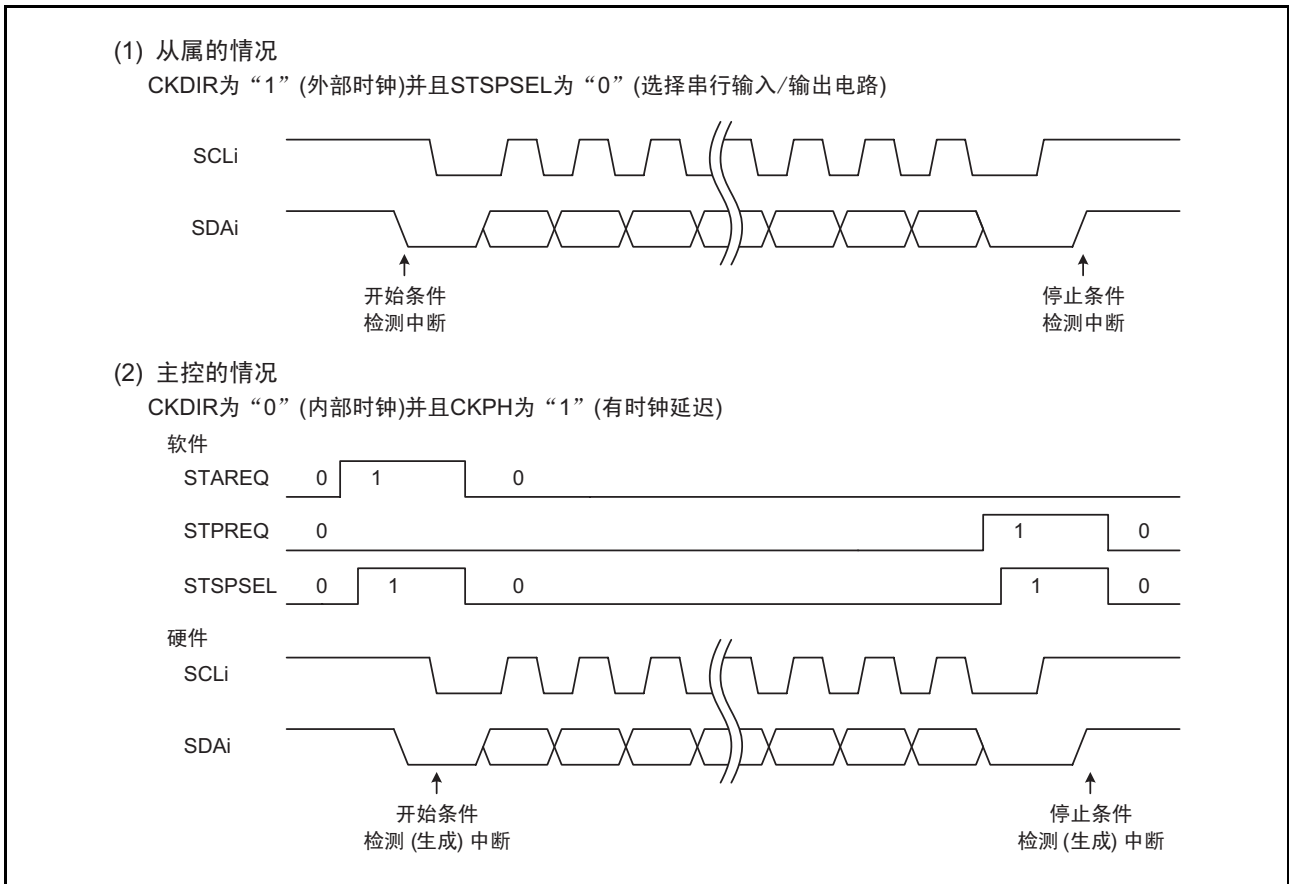 (1) 从属的情况
CKDIR为“1”(外部时钟)并且STSPSEL为“0”(选择串行输入/输出电路)
SCLi
SDAi
开始条件
检测中断
停止条件
检测中断
(2) 主控的情况
CKDIR为“0”(内部时钟)并且CKPH为“1”(有时钟延迟)
软件
STAREQ 0 1 0
STPREQ 0 1 0
STSPSEL 0 1 0 1 0
硬件
SCLi
SDAi
开始条件
检测 (生成) 中断
停止条件
检测 (生成) 中断